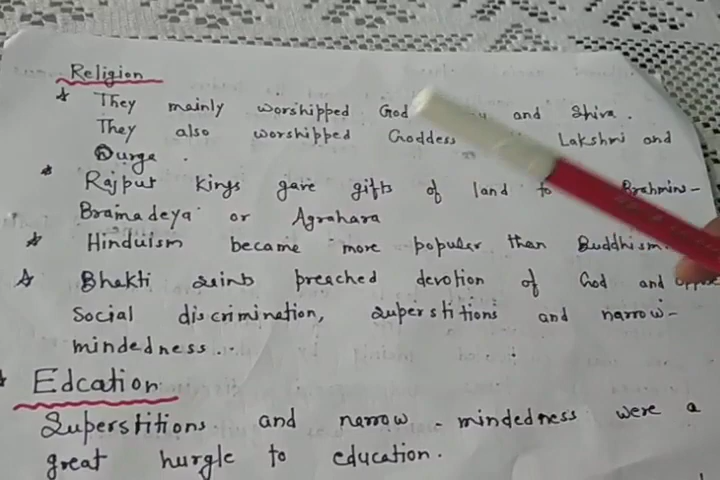 Religion
They mainly worshipped God and Shiva .
They also worshipped Goddess Lakshmi and
Durga .
Rajput kings gave gifts of land to Brahmins-
Bramadeya or Agrahara
Hinduism became more popular than Buddhism.
Bhakti saints preached devotion of God and
Social discrimination, superstitions and narrow-
mindedness..
Edcation
Superstitions and narrow - mindedness were a
great hurgle to education.